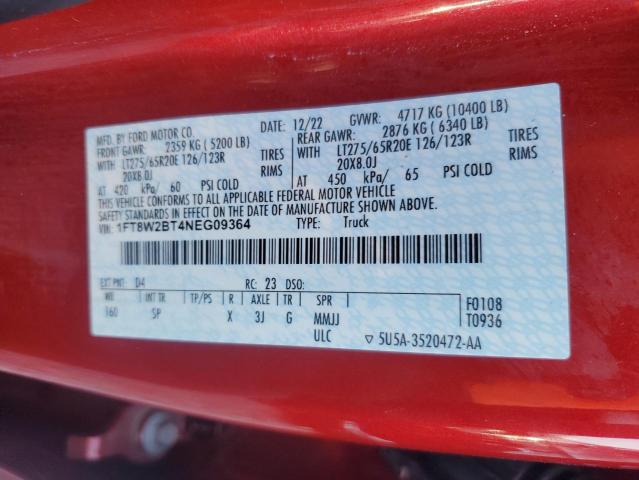 MFD. BY FORD MOTOR CO.
DATE: 12/22 GVWR: 4717 KG (10400 LB)
FRONT GAWR: 2359 KG (5200 LB)
REAR GAWR: 2876 KG (6340 LB)
WITH LT275/65R20E 126/123R TIRES
WITH LT275/65R20E 126/123R TIRES
20X8.0J RIMS
20X8.0J RIMS
AT 420 kPa/ 60 PSI COLD
AT 450 kPa/ 65 PSI COLD
THIS VEHICLE CONFORMS TO ALL APPLICABLE FEDERAL MOTOR VEHICLE
SAFETY STANDARDS IN EFFECT ON THE DATE OF MANUFACTURE SHOWN ABOVE.
VIN: 1FT8W2BT4NEG09364 TYPE: Truck
EXT PNT: D4 RC: 23 DSO:
WB INT TR TP/PS R AXLE TR SPR
160 SP X 3J G MMJJ
ULC
F0108
T0936
5U5A-3520472-AA